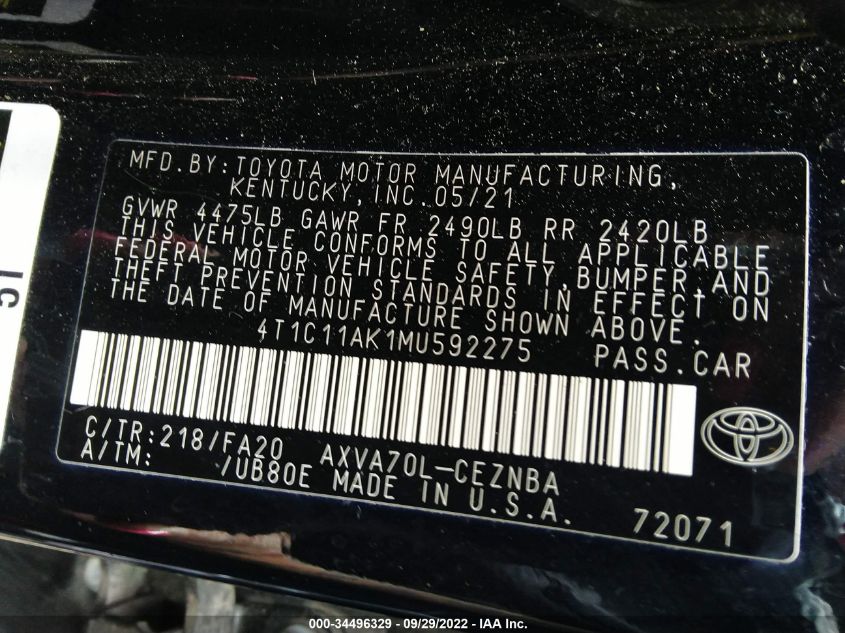 MFD.BY:TOYOTA MOTOR MANUFACTURING,
KENTUCKY,INC.05/21
GVWR 4475LB GAWR FR 2490LB RR 2420LB
THIS VEHICLE CONFORMS TO ALL APPLICABLE
FEDERAL MOTOR VEHICLE SAFETY,BUMPER,AND
THEFT PREVENTION STANDARDS IN EFFECT ON
THE DATE OF MANUFACTURE SHOWN ABOVE.
4T1C11AK1MU592275 PASS.CAR
C/TR:218/FA20 AXVA70L-CEZNBA
A/TM: /UB80E MADE IN U.S.A.
72071
000-34496329 - 09/29/2022 - IAA Inc.